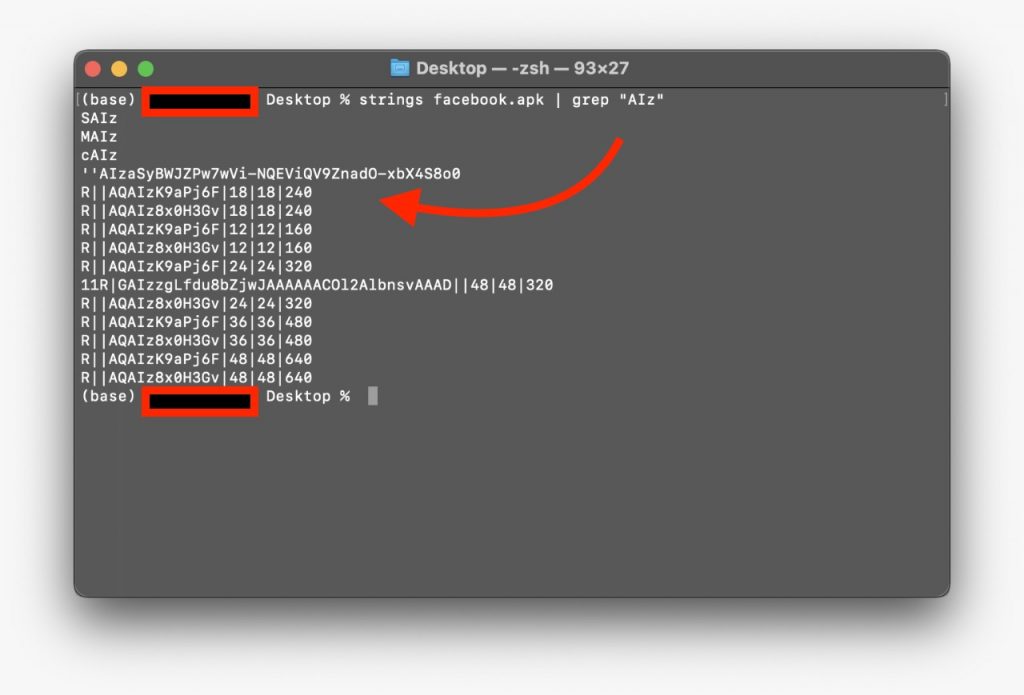 Desktop — -zsh — 93×27
[(base) Desktop % strings facebook.apk | grep "AIz" ]
SAIz
MAIz
cAIz
''AIzaSyBWJZPw7wVi-NQEViQV9ZnadO-xbX4S8o0
R||AQAIzK9aPj6F|18|18|240
R||AQAIz8x0H3Gv|18|18|240
R||AQAIzK9aPj6F|12|12|160
R||AQAIz8x0H3Gv|12|12|160
R||AQAIzK9aPj6F|24|24|320
11R|GAIzzgLfdu8bZjwJAAAAAACOl2AlbnsvAAAD||48|48|320
R||AQAIz8x0H3Gv|24|24|320
R||AQAIzK9aPj6F|36|36|480
R||AQAIz8x0H3Gv|36|36|480
R||AQAIzK9aPj6F|48|48|640
R||AQAIz8x0H3Gv|48|48|640
(base) Desktop %